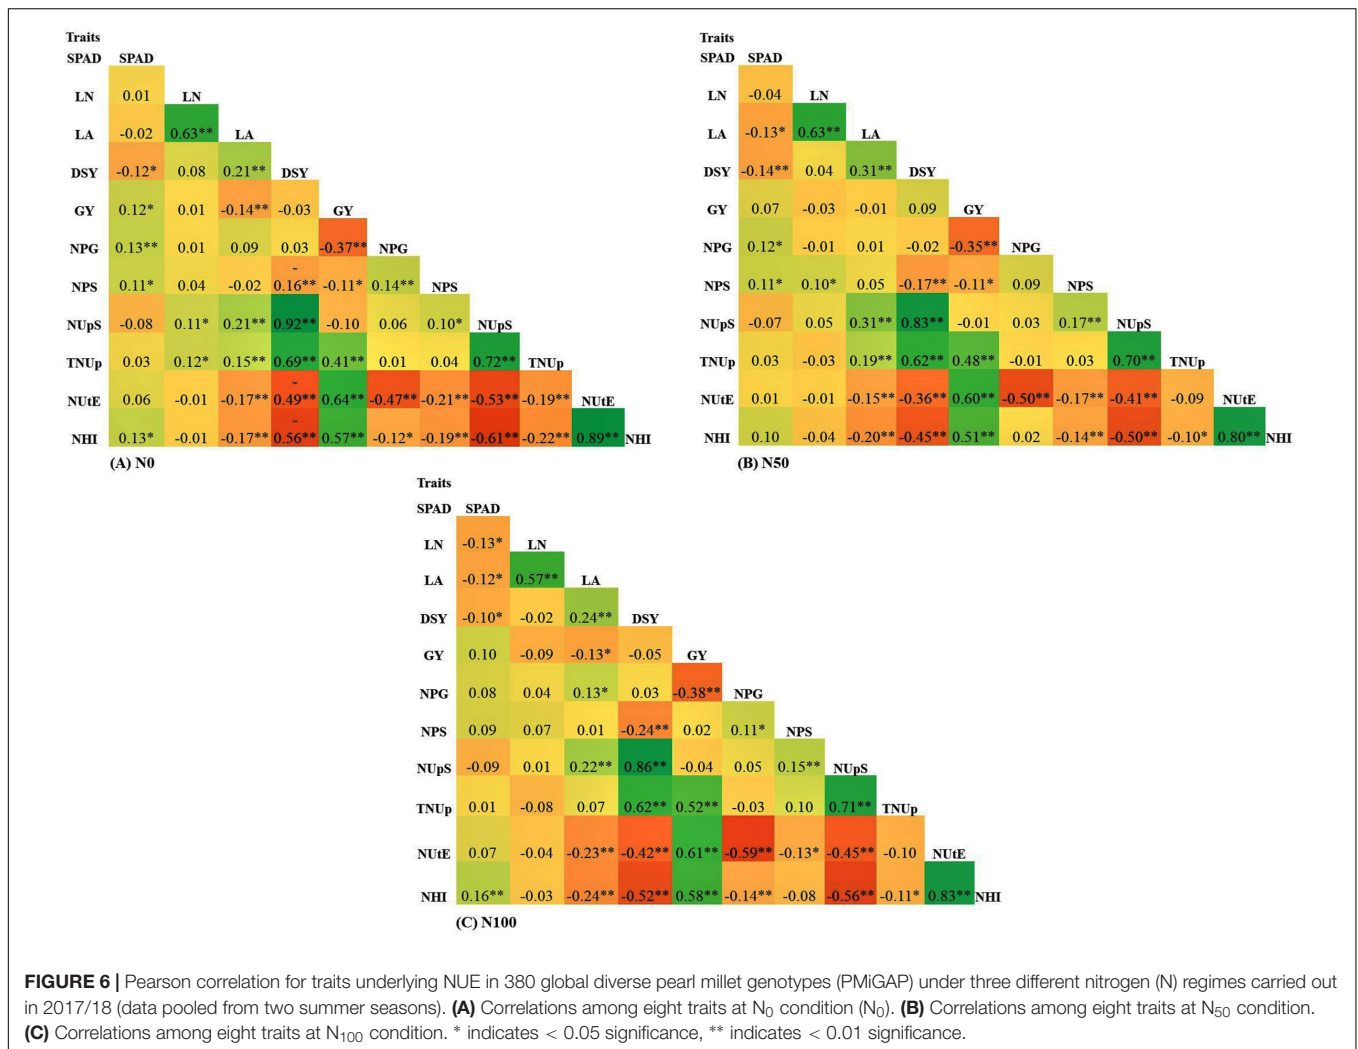 Traits
SPAD SPAD
LN 0.01 LN
LA -0.02 0.63** LA
DSY -0.12* 0.08 0.21** DSY
GY 0.12* 0.01 -0.14** -0.03 GY
NPG 0.13** 0.01 0.09 0.03 -0.37** NPG
NPS 0.11* 0.04 -0.02 -0.16** -0.11* 0.14** NPS
NUpS -0.08 0.11* 0.21** 0.92** -0.10 0.06 0.10* NUpS
TNUp 0.03 0.12* 0.15** 0.69** 0.41** 0.01 0.04 0.72** TNUp
NUtE 0.06 -0.01 -0.17** -0.49** 0.64** -0.47** -0.21** -0.53** -0.19** NUtE
NHI 0.13* -0.01 -0.17** -0.56** 0.57** -0.12* -0.19** -0.61** -0.22** 0.89** NHI
(A) N0
Traits
SPAD SPAD
LN -0.04 LN
LA -0.13* 0.63** LA
DSY -0.14** 0.04 0.31** DSY
GY 0.07 -0.03 -0.01 0.09 GY
NPG 0.12* -0.01 0.01 -0.02 -0.35** NPG
NPS 0.11* 0.10* 0.05 -0.17** -0.11* 0.09 NPS
NUpS -0.07 0.05 0.31** 0.83** -0.01 0.03 0.17** NUpS
TNUp 0.03 -0.03 0.19** 0.62** 0.48** -0.01 0.03 0.70** TNUp
NUtE 0.01 -0.01 -0.15** -0.36** 0.60** -0.50** -0.17** -0.41** -0.09 NUtE
NHI 0.10 -0.04 -0.20** -0.45** 0.51** 0.02 -0.14** -0.50** -0.10* 0.80** NHI
(B) N50
Traits
SPAD SPAD
LN -0.13* LN
LA -0.12* 0.57** LA
DSY -0.10* -0.02 0.24** DSY
GY 0.10 -0.09 -0.13* -0.05 GY
NPG 0.08 0.04 0.13* 0.03 -0.38** NPG
NPS 0.09 0.07 0.01 -0.24** 0.02 0.11* NPS
NUpS -0.09 0.01 0.22** 0.86** -0.04 0.05 0.15** NUpS
TNUp 0.01 -0.08 0.07 0.62** 0.52** -0.03 0.10 0.71** TNUp
NUtE 0.07 -0.04 -0.23** -0.42** 0.61** -0.59** -0.13* -0.45** -0.10 NUtE
NHI 0.16** -0.03 -0.24** -0.52** 0.58** -0.14** -0.08 -0.56** -0.11* 0.83** NHI
(C) N100
FIGURE 6 | Pearson correlation for traits underlying NUE in 380 global diverse pearl millet genotypes (PMiGAP) under three different nitrogen (N) regimes carried out
in 2017/18 (data pooled from two summer seasons). (A) Correlations among eight traits at N0 condition (N0). (B) Correlations among eight traits at N50 condition.
(C) Correlations among eight traits at N100 condition. * indicates < 0.05 significance, ** indicates < 0.01 significance.